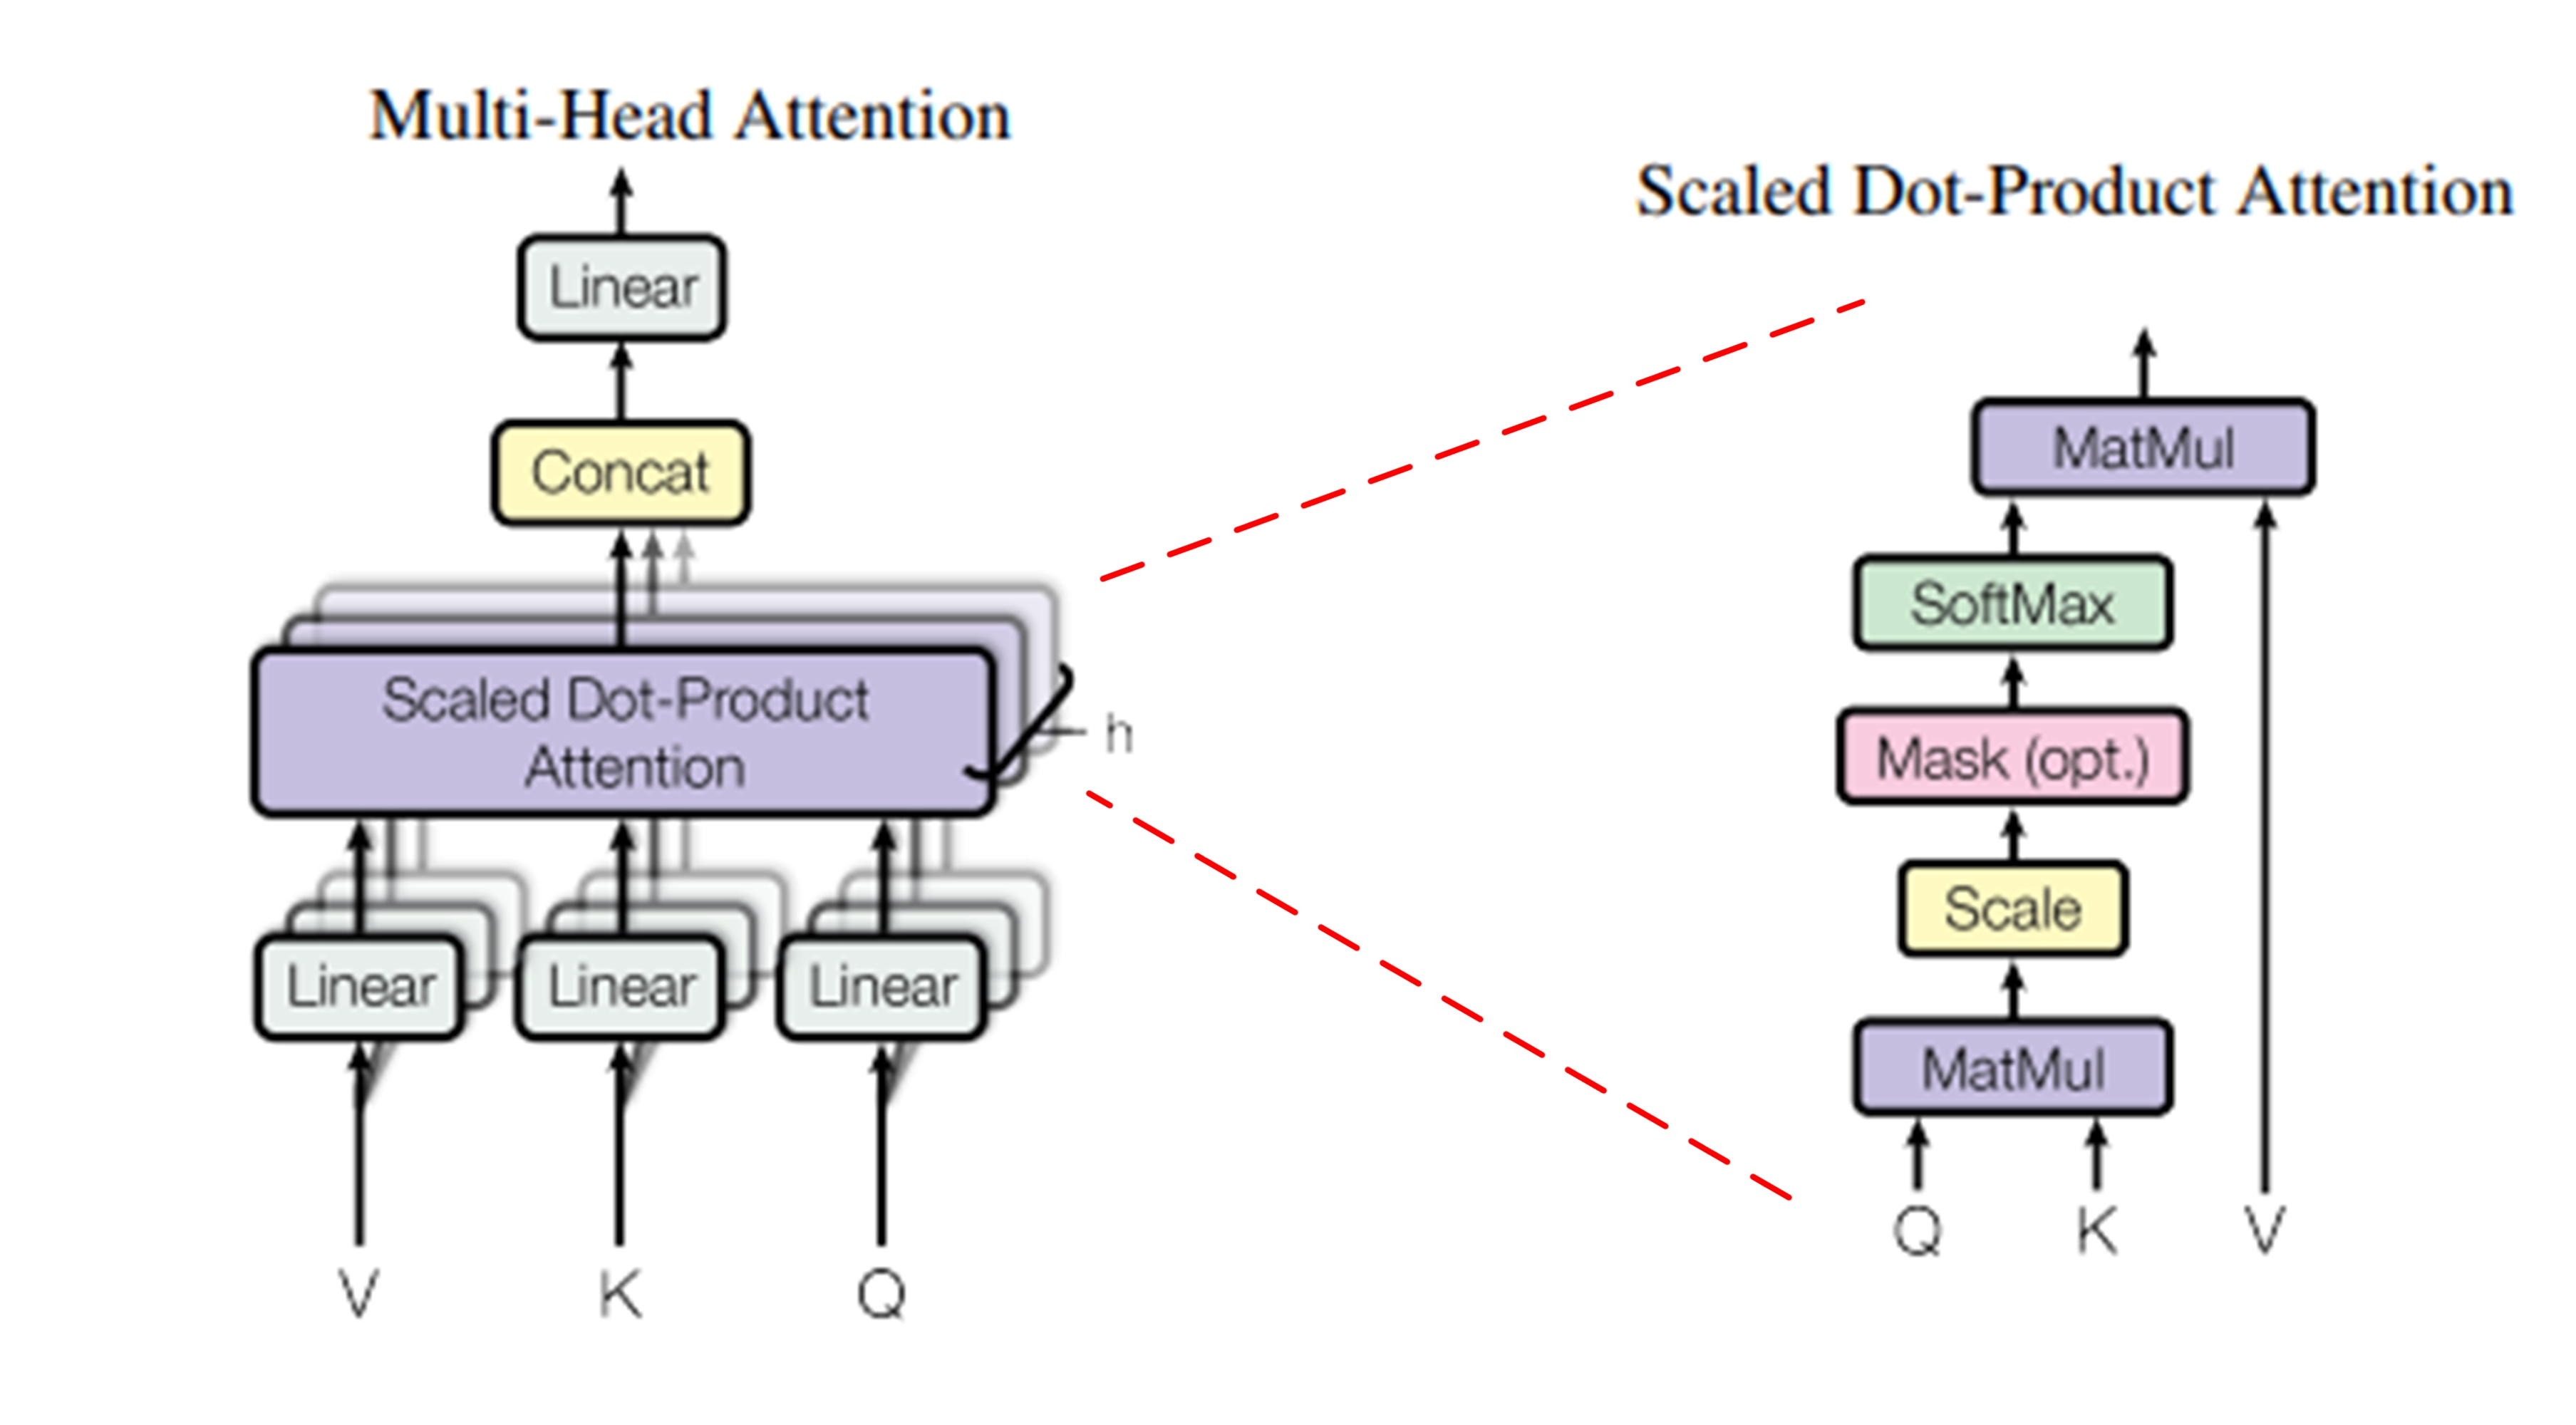 Multi-Head Attention
Linear
Concat
Scaled Dot-Product
Attention
h
Linear Linear Linear
V K Q
Scaled Dot-Product Attention
MatMul
SoftMax
Mask (opt.)
Scale
MatMul
Q K V